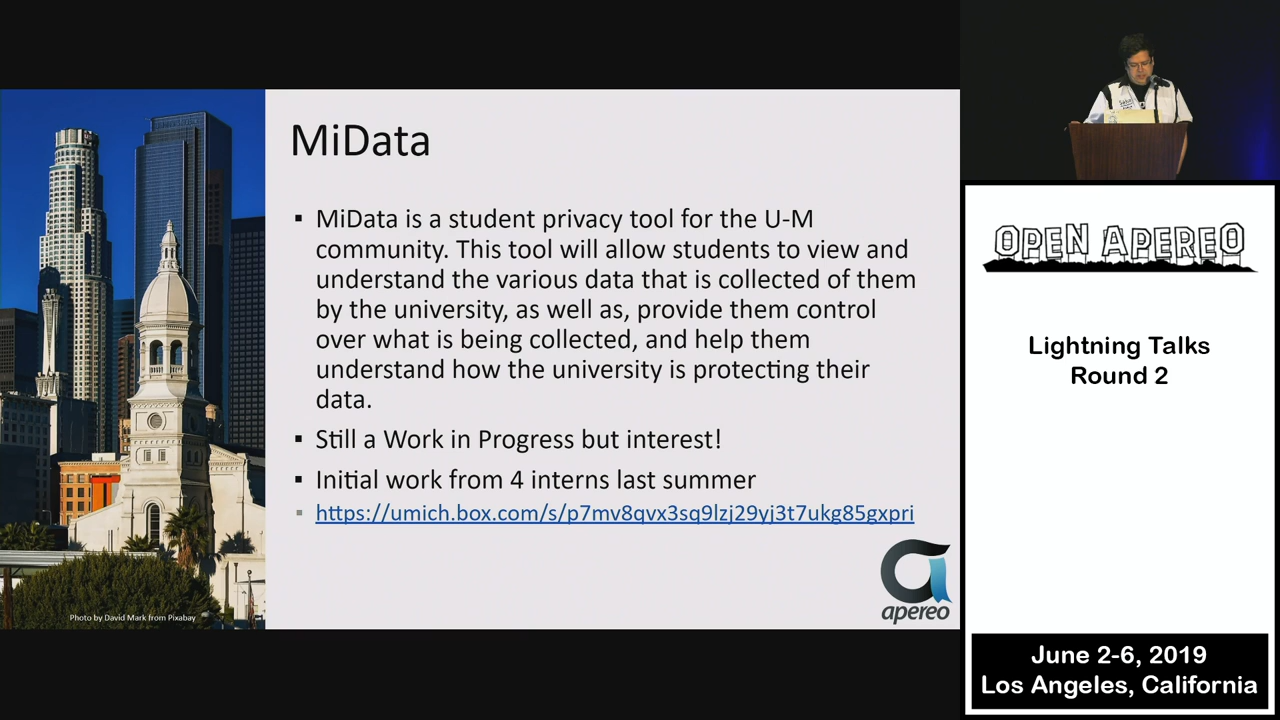 MiData
▪ MiData is a student privacy tool for the U-M
community. This tool will allow students to view and
understand the various data that is collected of them
by the university, as well as, provide them control
over what is being collected, and help them
understand how the university is protecting their
data.
▪ Still a Work in Progress but interest!
▪ Initial work from 4 interns last summer
▪ https://umich.box.com/s/p7mv8qvx3sq9lzj29yj3t7ukg85gxpri
apereo
Photo by David Mark from Pixabay
OPEN APEREO
Lightning Talks
Round 2
June 2-6, 2019
Los Angeles, California